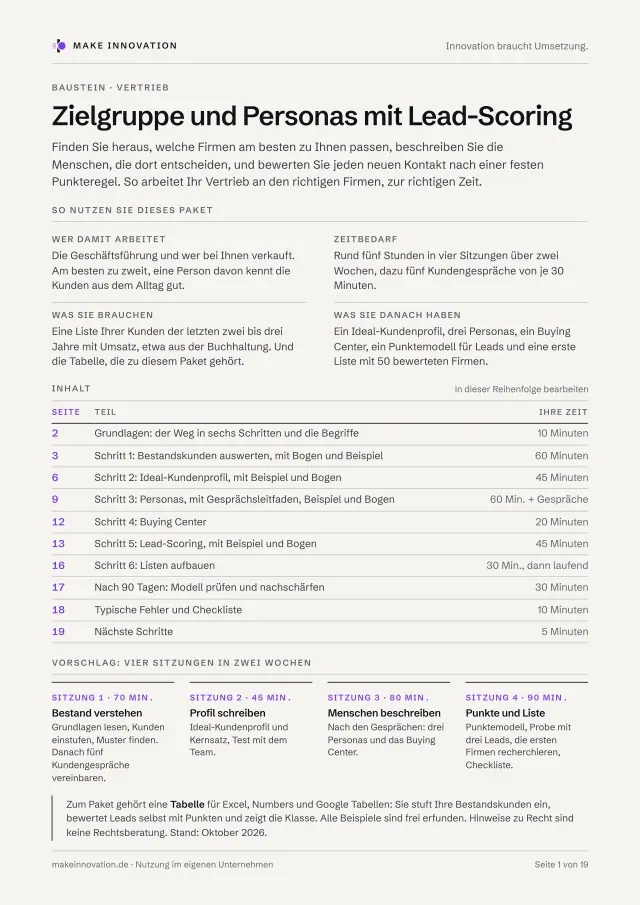 MAKE INNOVATION
Innovation braucht Umsetzung.
BAUSTEIN · VERTRIEB
Zielgruppe und Personas mit Lead-Scoring
Finden Sie heraus, welche Firmen am besten zu Ihnen passen, beschreiben Sie die
Menschen, die dort entscheiden, und bewerten Sie jeden neuen Kontakt nach einer festen
Punkteregel. So arbeitet Ihr Vertrieb an den richtigen Firmen, zur richtigen Zeit.
SO NUTZEN SIE DIESES PAKET
WER DAMIT ARBEITET
Die Geschäftsführung und wer bei Ihnen verkauft.
Am besten zu zweit, eine Person davon kennt die
Kunden aus dem Alltag gut.
ZEITBEDARF
Rund fünf Stunden in vier Sitzungen über zwei
Wochen, dazu fünf Kundengespräche von je 30
Minuten.
WAS SIE BRAUCHEN
Eine Liste Ihrer Kunden der letzten zwei bis drei
Jahre mit Umsatz, etwa aus der Buchhaltung. Und
die Tabelle, die zu diesem Paket gehört.
WAS SIE DANACH HABEN
Ein Ideal-Kundenprofil, drei Personas, ein Buying
Center, ein Punktemodell für Leads und eine erste
Liste mit 50 bewerteten Firmen.
INHALT
in dieser Reihenfolge bearbeiten
SEITE TEIL IHRE ZEIT
2 Grundlagen: der Weg in sechs Schritten und die Begriffe 10 Minuten
3 Schritt 1: Bestandskunden auswerten, mit Bogen und Beispiel 60 Minuten
6 Schritt 2: Ideal-Kundenprofil, mit Beispiel und Bogen 45 Minuten
9 Schritt 3: Personas, mit Gesprächsleitfaden, Beispiel und Bogen 60 Min. + Gespräche
12 Schritt 4: Buying Center 20 Minuten
13 Schritt 5: Lead-Scoring, mit Beispiel und Bogen 45 Minuten
16 Schritt 6: Listen aufbauen 30 Min., dann laufend
17 Nach 90 Tagen: Modell prüfen und nachschärfen 30 Minuten
18 Typische Fehler und Checkliste 10 Minuten
19 Nächste Schritte 5 Minuten
VORSCHLAG: VIER SITZUNGEN IN ZWEI WOCHEN
SITZUNG 1 · 70 MIN.
Bestand verstehen
Grundlagen lesen, Kunden
einstufen, Muster finden.
Danach fünf
Kundengespräche
vereinbaren.
SITZUNG 2 · 45 MIN.
Profil schreiben
Ideal-Kundenprofil und
Kernsatz, Test mit dem
Team.
SITZUNG 3 · 80 MIN.
Menschen beschreiben
Nach den Gesprächen: drei
Personas und das Buying
Center.
SITZUNG 4 · 90 MIN.
Punkte und Liste
Punktemodell, Probe mit
drei Leads, die ersten
Firmen recherchieren,
Checkliste.
Zum Paket gehört eine Tabelle für Excel, Numbers und Google Tabellen: Sie stuft Ihre Bestandskunden ein,
bewertet Leads selbst mit Punkten und zeigt die Klasse. Alle Beispiele sind frei erfunden. Hinweise zu Recht sind
keine Rechtsberatung. Stand: Oktober 2026.
makeinnovation.de · Nutzung im eigenen Unternehmen
Seite 1 von 19